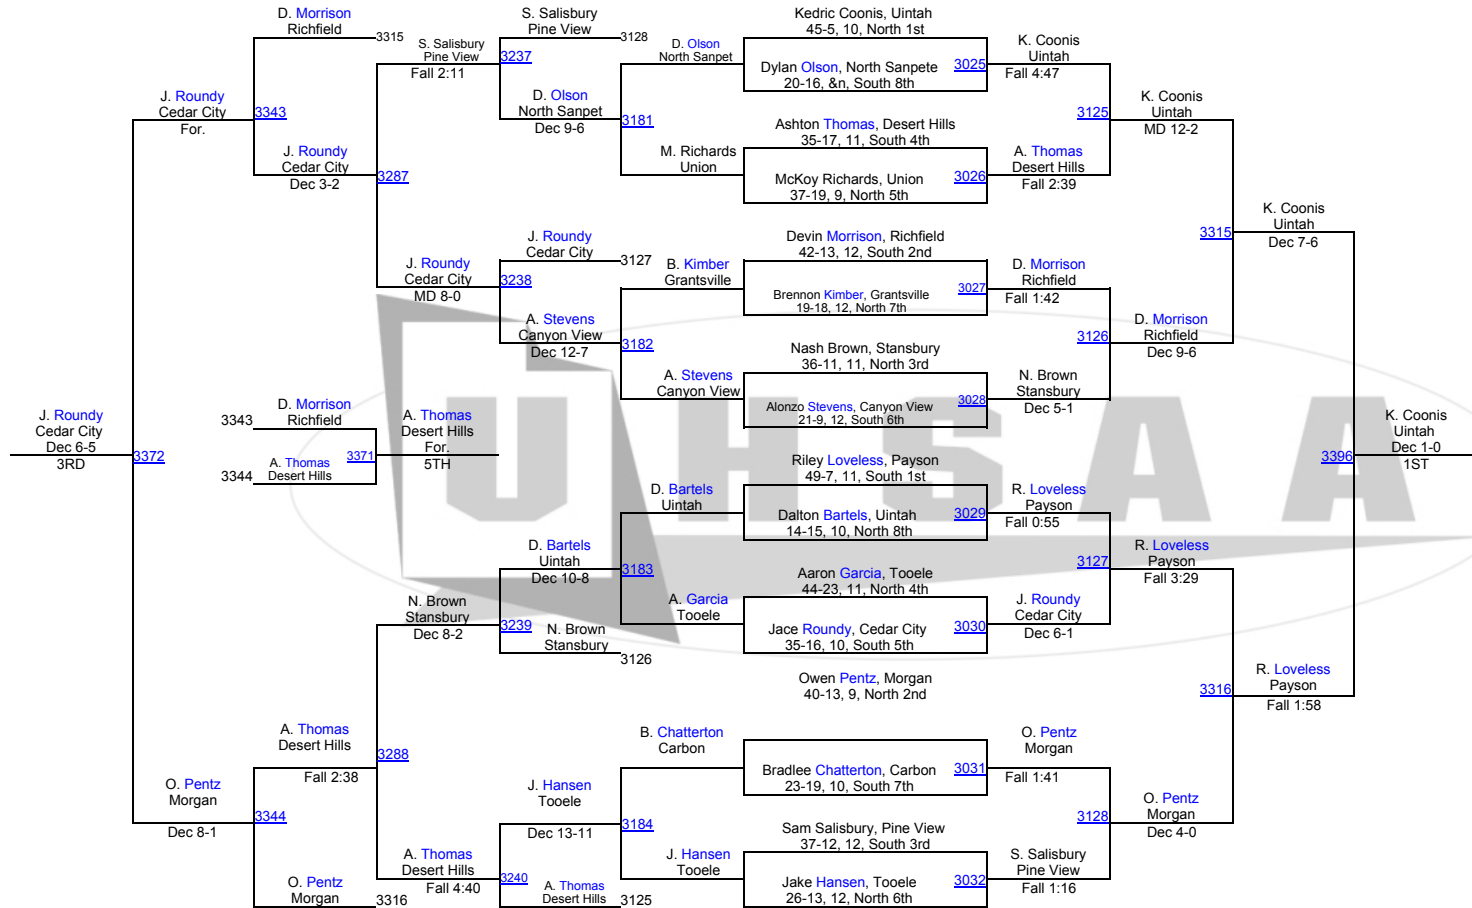 D. Morrison
Richfield
3315
J. Roundy
Cedar City
For.
3343
J. Roundy
Cedar City
Dec 3-2
S. Salisbury
Pine View
Fall 2:11
3287
J. Roundy
Cedar City
MD 8-0
S. Salisbury
Pine View
3128
3237
D. Olson
North Sanpet
Dec 9-6
J. Roundy
Cedar City
3127
3238
A. Stevens
Canyon View
Dec 12-7
D. Olson
North Sanpet
3181
M. Richards
Union
B. Kimber
Grantsville
3182
A. Stevens
Canyon View
Kedric Coonis, Uintah
45-5, 10, North 1st
Dylan Olson, North Sanpete
20-16, &n, South 8th
3025
Ashton Thomas, Desert Hills
35-17, 11, South 4th
McKoy Richards, Union
37-19, 9, North 5th
3026
Devin Morrison, Richfield
42-13, 12, South 2nd
Brennon Kimber, Grantsville
19-18, 12, North 7th
3027
Nash Brown, Stansbury
36-11, 11, North 3rd
Alonzo Stevens, Canyon View
21-9, 12, South 6th
3028
K. Coonis
Uintah
Fall 4:47
3125
A. Thomas
Desert Hills
Fall 2:39
D. Morrison
Richfield
Fall 1:42
3126
N. Brown
Stansbury
Dec 5-1
K. Coonis
Uintah
MD 12-2
3315
D. Morrison
Richfield
Dec 9-6
K. Coonis
Uintah
Dec 7-6
J. Roundy
Cedar City
Dec 6-5
3RD
3372
3343
D. Morrison
Richfield
3344
A. Thomas
Desert Hills
3371
A. Thomas
Desert Hills
For.
5TH
K. Coonis
Uintah
Dec 1-0
1ST
3396
UHSAA
Riley Loveless, Payson
49-7, 11, South 1st
Dalton Bartels, Uintah
14-15, 10, North 8th
3029
Aaron Garcia, Tooele
44-23, 11, North 4th
Jace Roundy, Cedar City
35-16, 10, South 5th
3030
Owen Pentz, Morgan
40-13, 9, North 2nd
Bradlee Chatterton, Carbon
23-19, 10, South 7th
3031
Sam Salisbury, Pine View
37-12, 12, South 3rd
Jake Hansen, Tooele
26-13, 12, North 6th
3032
D. Bartels
Uintah
3183
A. Garcia
Tooele
B. Chatterton
Carbon
3184
J. Hansen
Tooele
D. Bartels
Uintah
Dec 10-8
3239
N. Brown
Stansbury
3126
J. Hansen
Tooele
Dec 13-11
3240
A. Thomas
Desert Hills
3125
N. Brown
Stansbury
Dec 8-2
3288
A. Thomas
Desert Hills
Fall 4:40
A. Thomas
Desert Hills
Fall 2:38
3344
O. Pentz
Morgan
3316
O. Pentz
Morgan
Dec 8-1
R. Loveless
Payson
Fall 0:55
3127
J. Roundy
Cedar City
Dec 6-1
O. Pentz
Morgan
Fall 1:41
3128
S. Salisbury
Pine View
Fall 1:16
R. Loveless
Payson
Fall 3:29
3316
O. Pentz
Morgan
Dec 4-0
R. Loveless
Payson
Fall 1:58